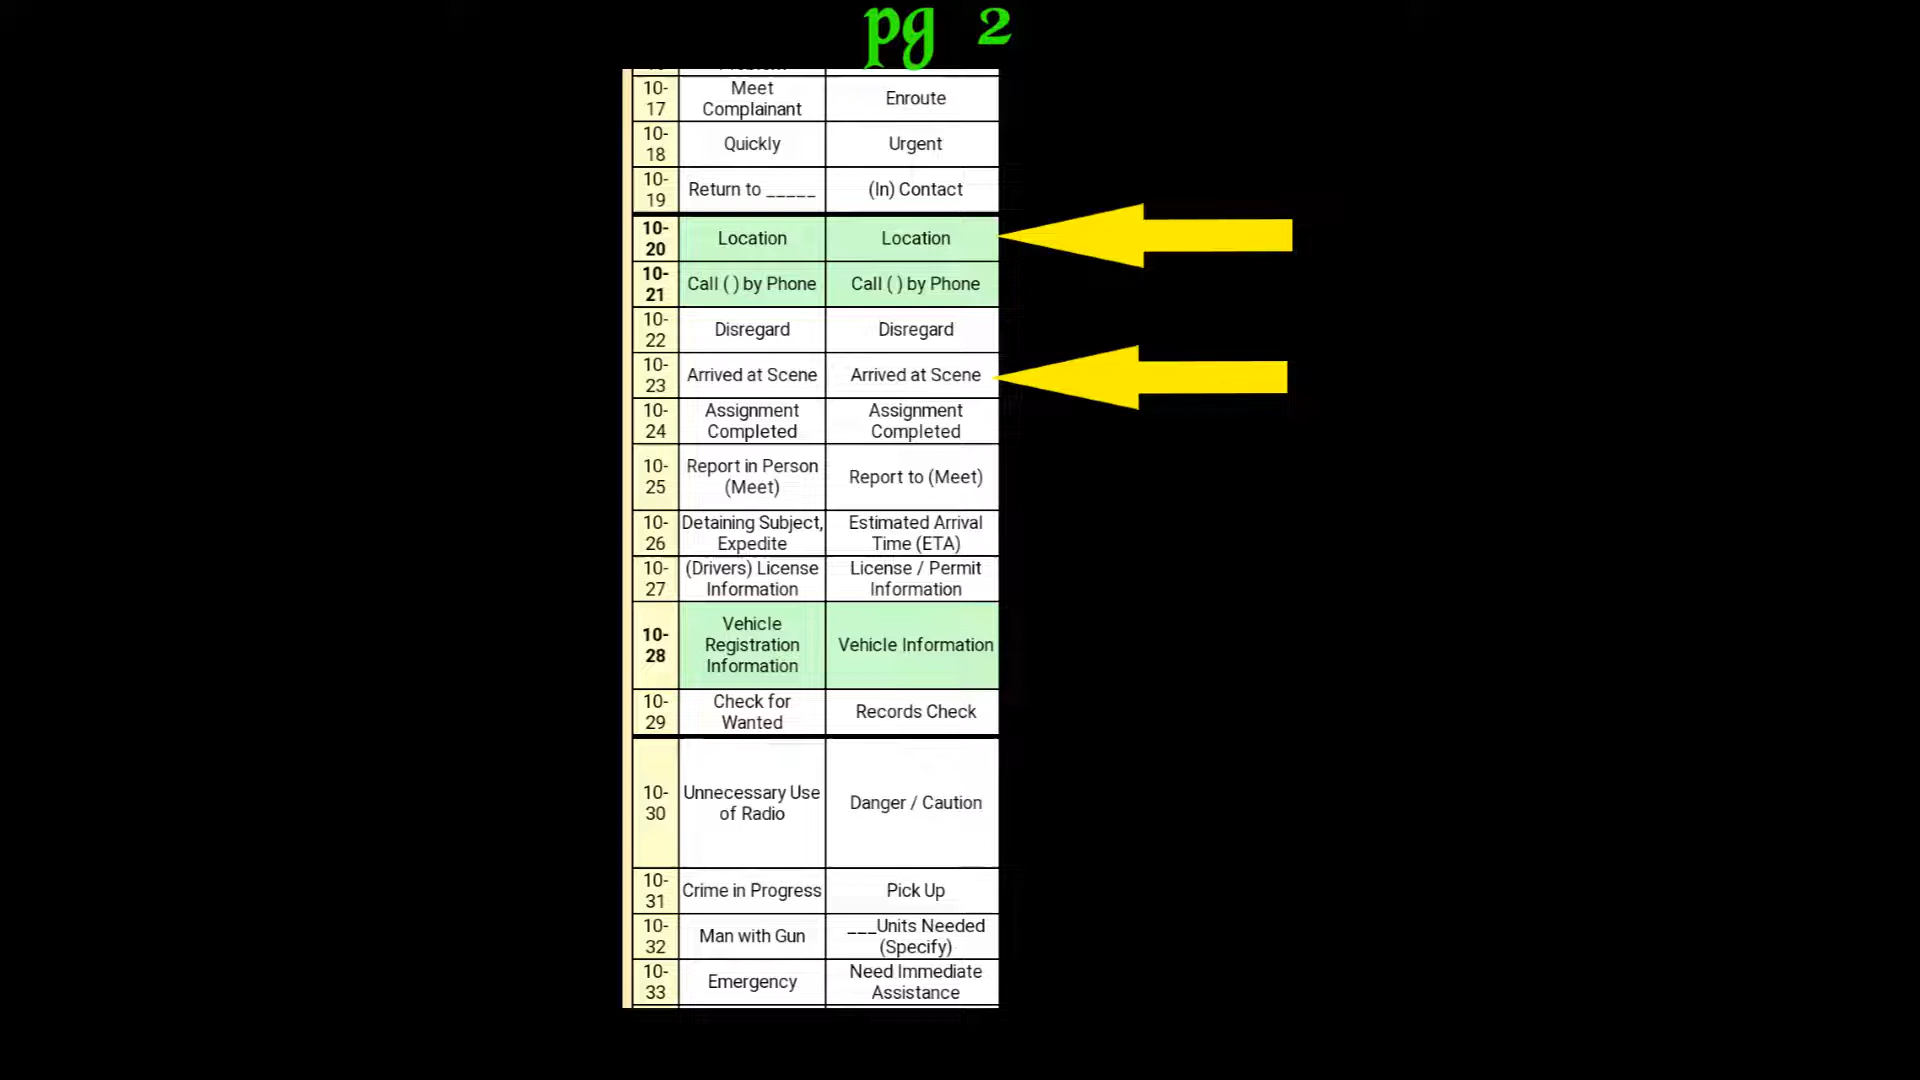 pg 2
10-
17
Meet
Complainant
Enroute
10-
18
Quickly
Urgent
10-
19
Return to _____
(In) Contact
10-
20
Location
Location
10-
21
Call ( ) by Phone
Call ( ) by Phone
10-
22
Disregard
Disregard
10-
23
Arrived at Scene
Arrived at Scene
10-
24
Assignment
Completed
Assignment
Completed
10-
25
Report in Person
(Meet)
Report to (Meet)
10-
26
Detaining Subject,
Expedite
Estimated Arrival
Time (ETA)
10-
27
(Drivers) License
Information
License / Permit
Information
10-
28
Vehicle
Registration
Information
Vehicle Information
10-
29
Check for
Wanted
Records Check
10-
30
Unnecessary Use
of Radio
Danger / Caution
10-
31
Crime in Progress
Pick Up
10-
32
Man with Gun
___Units Needed
(Specify)
10-
33
Emergency
Need Immediate
Assistance